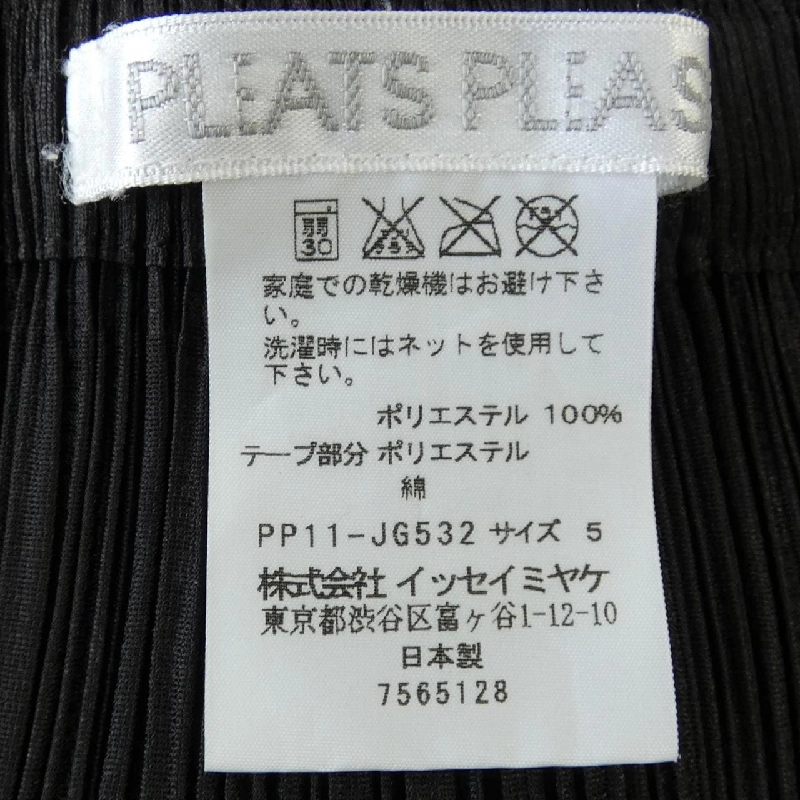 PLEATS PLEAS
弱
30
家庭での乾燥機はお避け下さ
い。
洗濯時にはネットを使用して
下さい。
ポリエステル 100%
テープ部分 ポリエステル
綿
PP11-JG532 サイズ 5
株式会社 イッセイミヤケ
東京都渋谷区富ヶ谷1-12-10
日本製
7565128